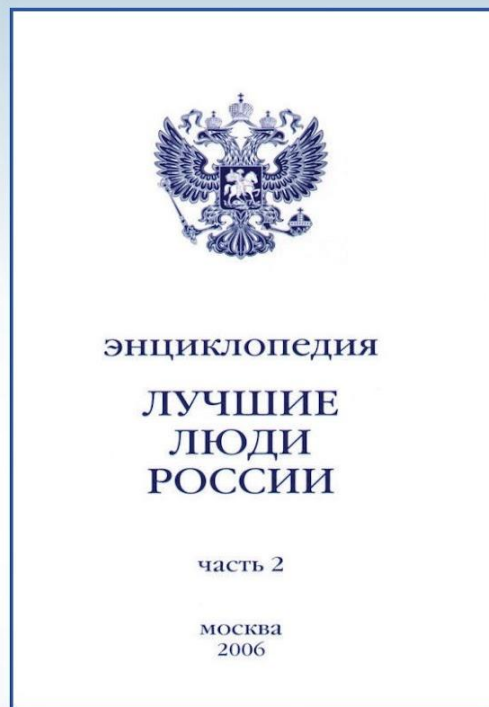 энциклопедия
ЛУЧШИЕ
ЛЮДИ
РОССИИ
часть 2
москва
2006